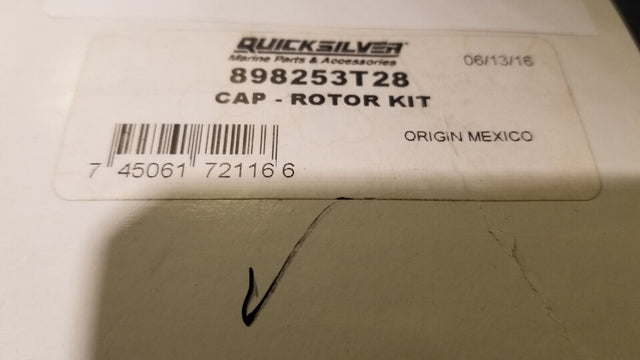 QUICKSILVER
Marine Parts & Accessories
06/13/16
898253T28
CAP - ROTOR KIT
ORIGIN MEXICO
7 45061 72116 6